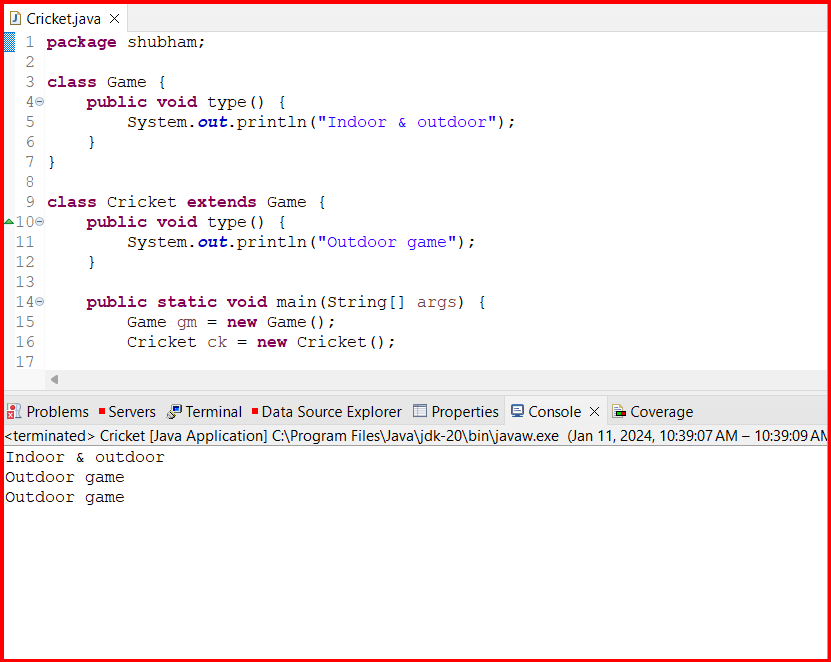 Cricket.java
1 package shubham;
2
3 class Game {
4     public void type() {
5         System.out.println("Indoor & outdoor");
6     }
7 }
8
9 class Cricket extends Game {
10     public void type() {
11         System.out.println("Outdoor game");
12     }
13
14     public static void main(String[] args) {
15         Game gm = new Game();
16         Cricket ck = new Cricket();
17
Problems Servers Terminal Data Source Explorer Properties Console Coverage
<terminated> Cricket [Java Application] C:\Program Files\Java\jdk-20\bin\javaw.exe (Jan 11, 2024, 10:39:07 AM – 10:39:09 AM
Indoor & outdoor
Outdoor game
Outdoor game